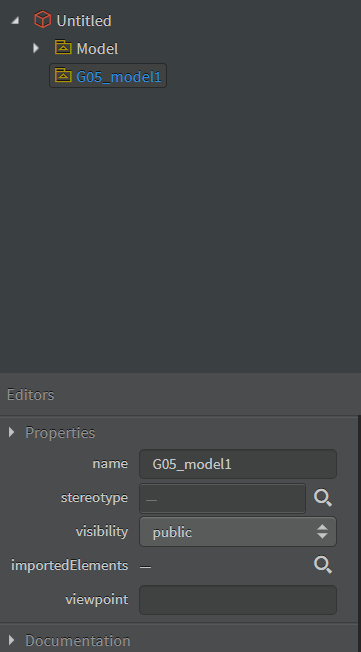 Untitled
Model
G05_model1
Editors
Properties
name G05_model1
stereotype —
visibility public
importedElements —
viewpoint
Documentation